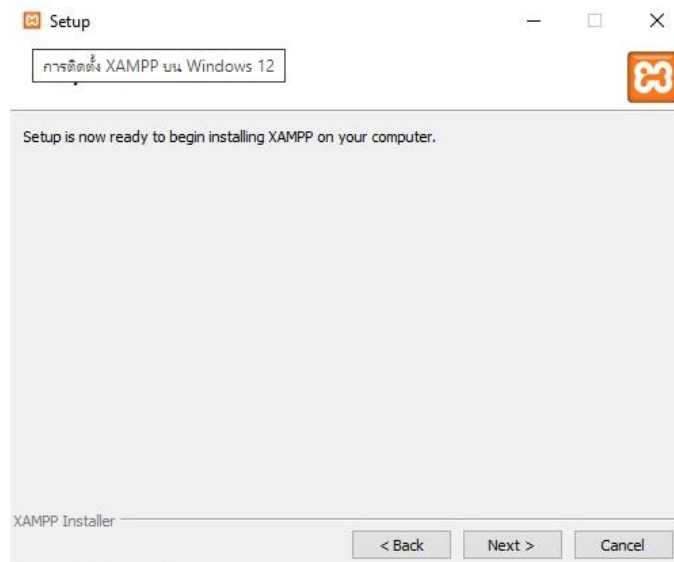 Setup
การติดตั้ง XAMPP บน Windows 12
Setup is now ready to begin installing XAMPP on your computer.
XAMPP Installer
< Back Next > Cancel